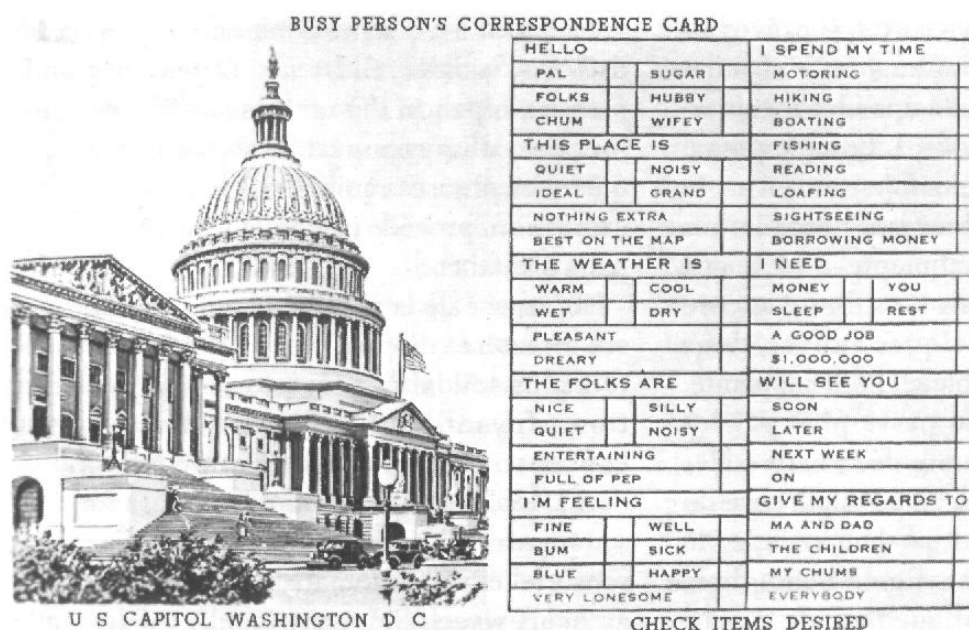 BUSY PERSON'S CORRESPONDENCE CARD
HELLO
PAL SUGAR
FOLKS HUBBY
CHUM WIFEY
THIS PLACE IS
QUIET NOISY
IDEAL GRAND
NOTHING EXTRA
BEST ON THE MAP
THE WEATHER IS
WARM COOL
WET DRY
PLEASANT
DREARY
THE FOLKS ARE
NICE SILLY
QUIET NOISY
ENTERTAINING
FULL OF PEP
I'M FEELING
FINE WELL
BUM SICK
BLUE HAPPY
VERY LONESOME
I SPEND MY TIME
MOTORING
HIKING
BOATING
FISHING
READING
LOAFING
SIGHTSEEING
BORROWING MONEY
I NEED
MONEY YOU
SLEEP REST
A GOOD JOB
$1.000.000
WILL SEE YOU
SOON
LATER
NEXT WEEK
ON
GIVE MY REGARDS TO
MA AND DAD
THE CHILDREN
MY CHUMS
EVERYBODY
U S CAPITOL WASHINGTON D C
CHECK ITEMS DESIRED